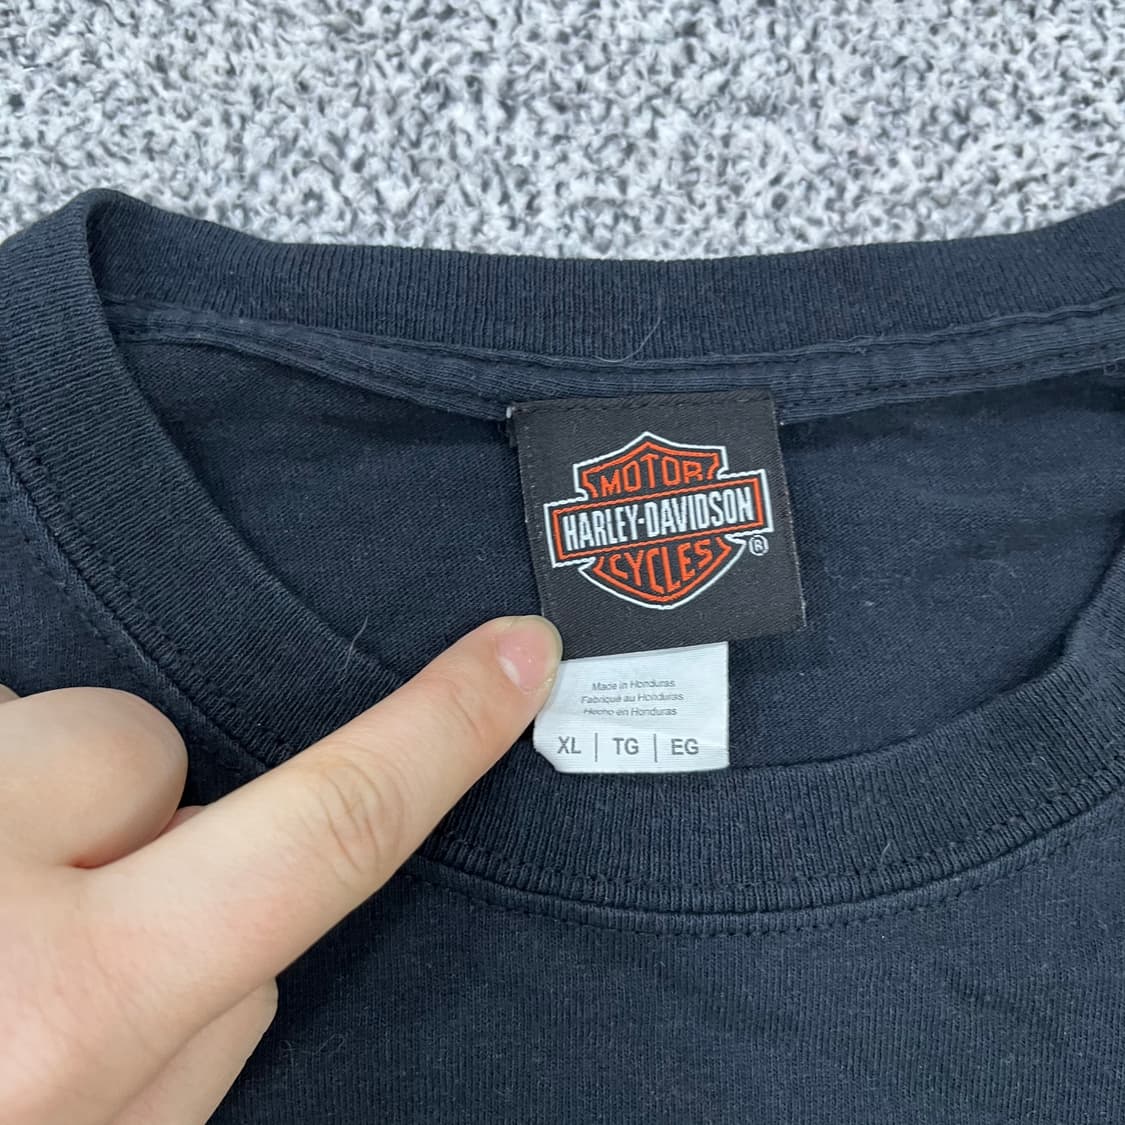 MOTOR
HARLEY-DAVIDSON
CYCLES
®
Made in Honduras
Fabriqué au Honduras
Hecho en Honduras
XL | TG | EG